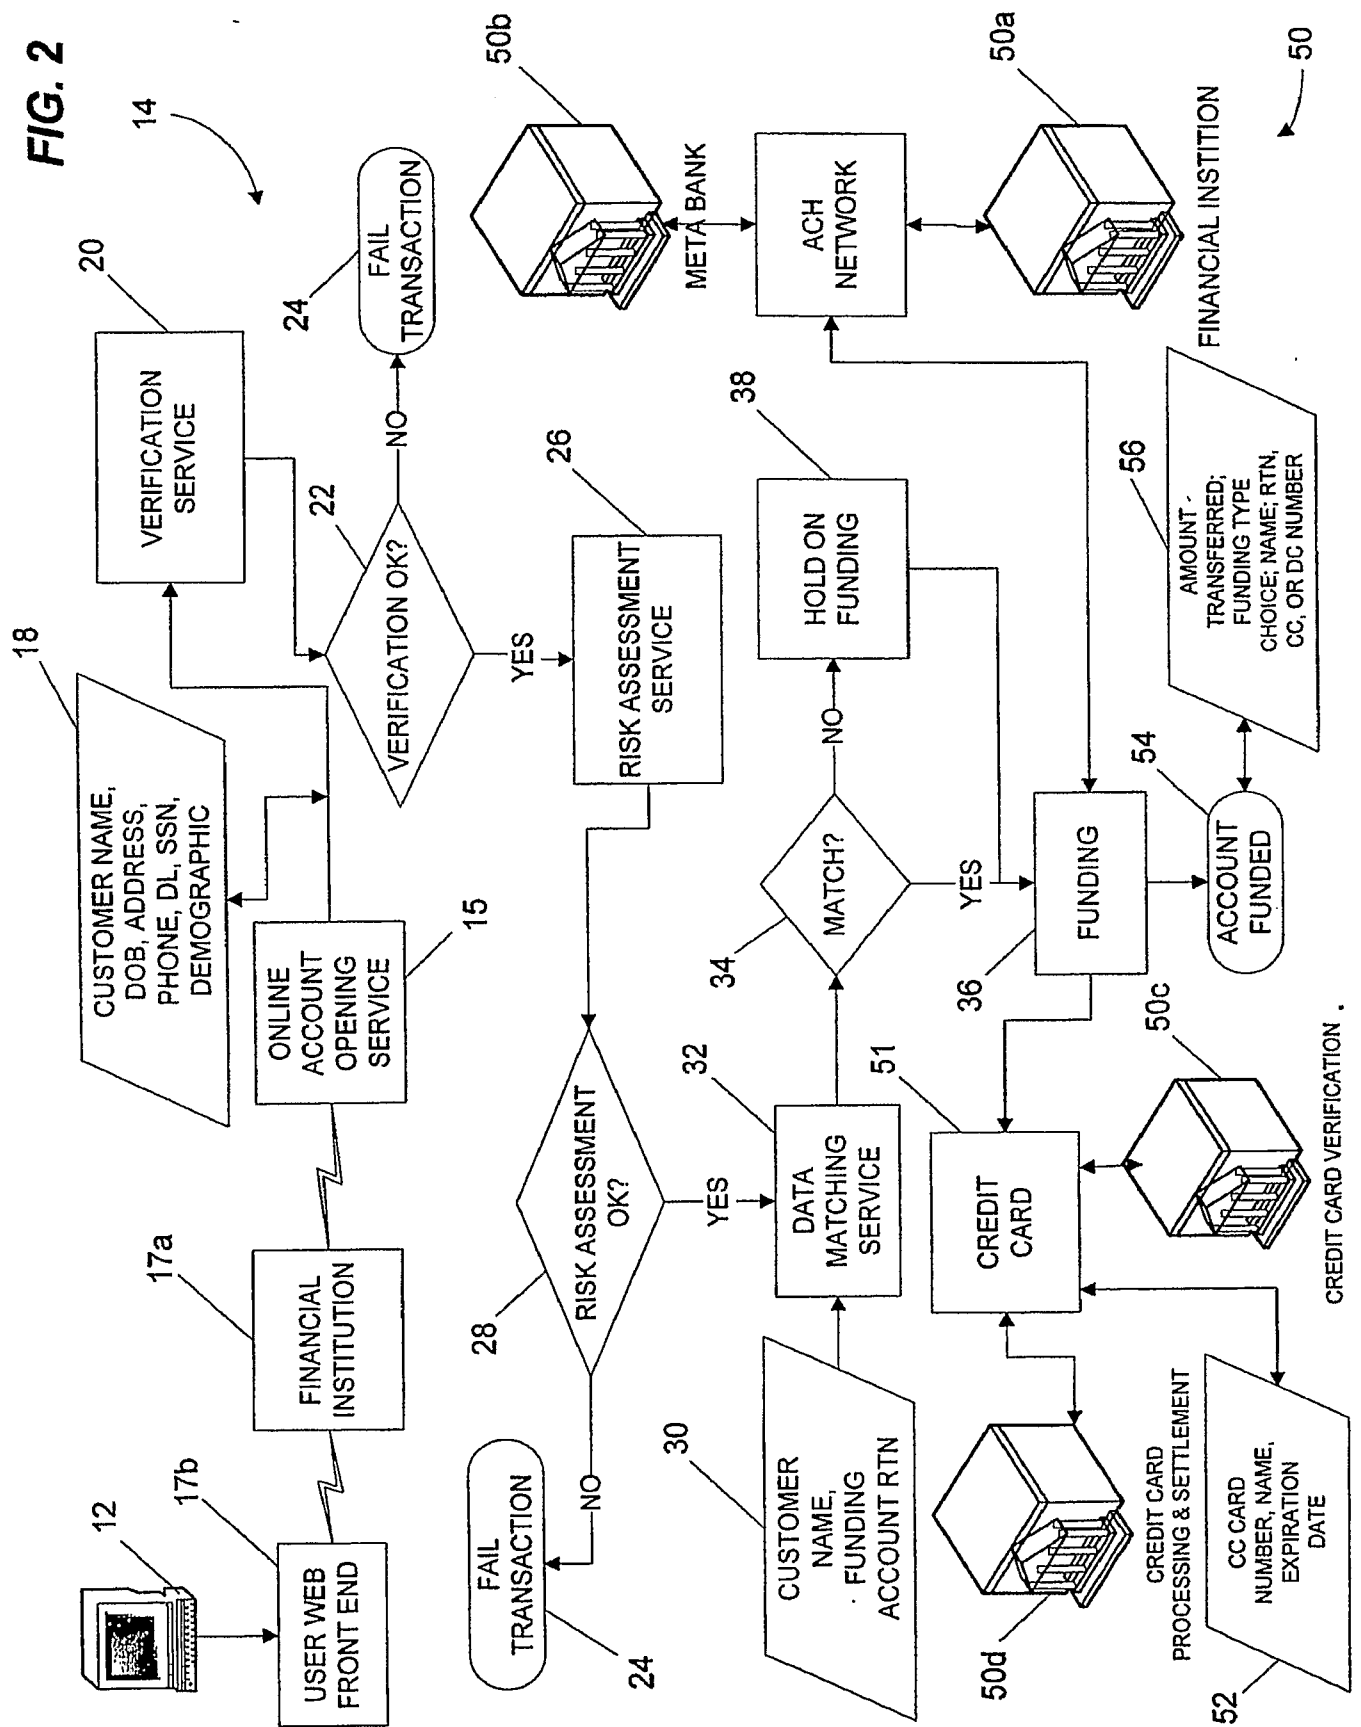 FIG. 2
14
12
17b
USER WEB
FRONT END
17a
FINANCIAL
INSTITUTION
15
ONLINE
ACCOUNT
OPENING
SERVICE
18
CUSTOMER NAME,
DOB, ADDRESS,
PHONE, DL, SSN,
DEMOGRAPHIC
20
VERIFICATION
SERVICE
22
VERIFICATION OK?
NO
24
FAIL
TRANSACTION
YES
26
RISK ASSESSMENT
SERVICE
28
RISK ASSESSMENT
OK?
NO
FAIL
TRANSACTION
24
YES
30
CUSTOMER
NAME,
FUNDING
ACCOUNT RTN
32
DATA
MATCHING
SERVICE
34
MATCH?
NO
38
HOLD ON
FUNDING
YES
36
FUNDING
50b
META BANK
ACH
NETWORK
50a
FINANCIAL INSTITION
50
54
ACCOUNT
FUNDED
56
AMOUNT
TRANSFERRED;
FUNDING TYPE
CHOICE; NAME; RTN,
CC, OR DC NUMBER
51
CREDIT
CARD
50c
CREDIT CARD VERIFICATION
50d
CREDIT CARD
PROCESSING & SETTLEMENT
52
CC CARD
NUMBER, NAME,
EXPIRATION
DATE